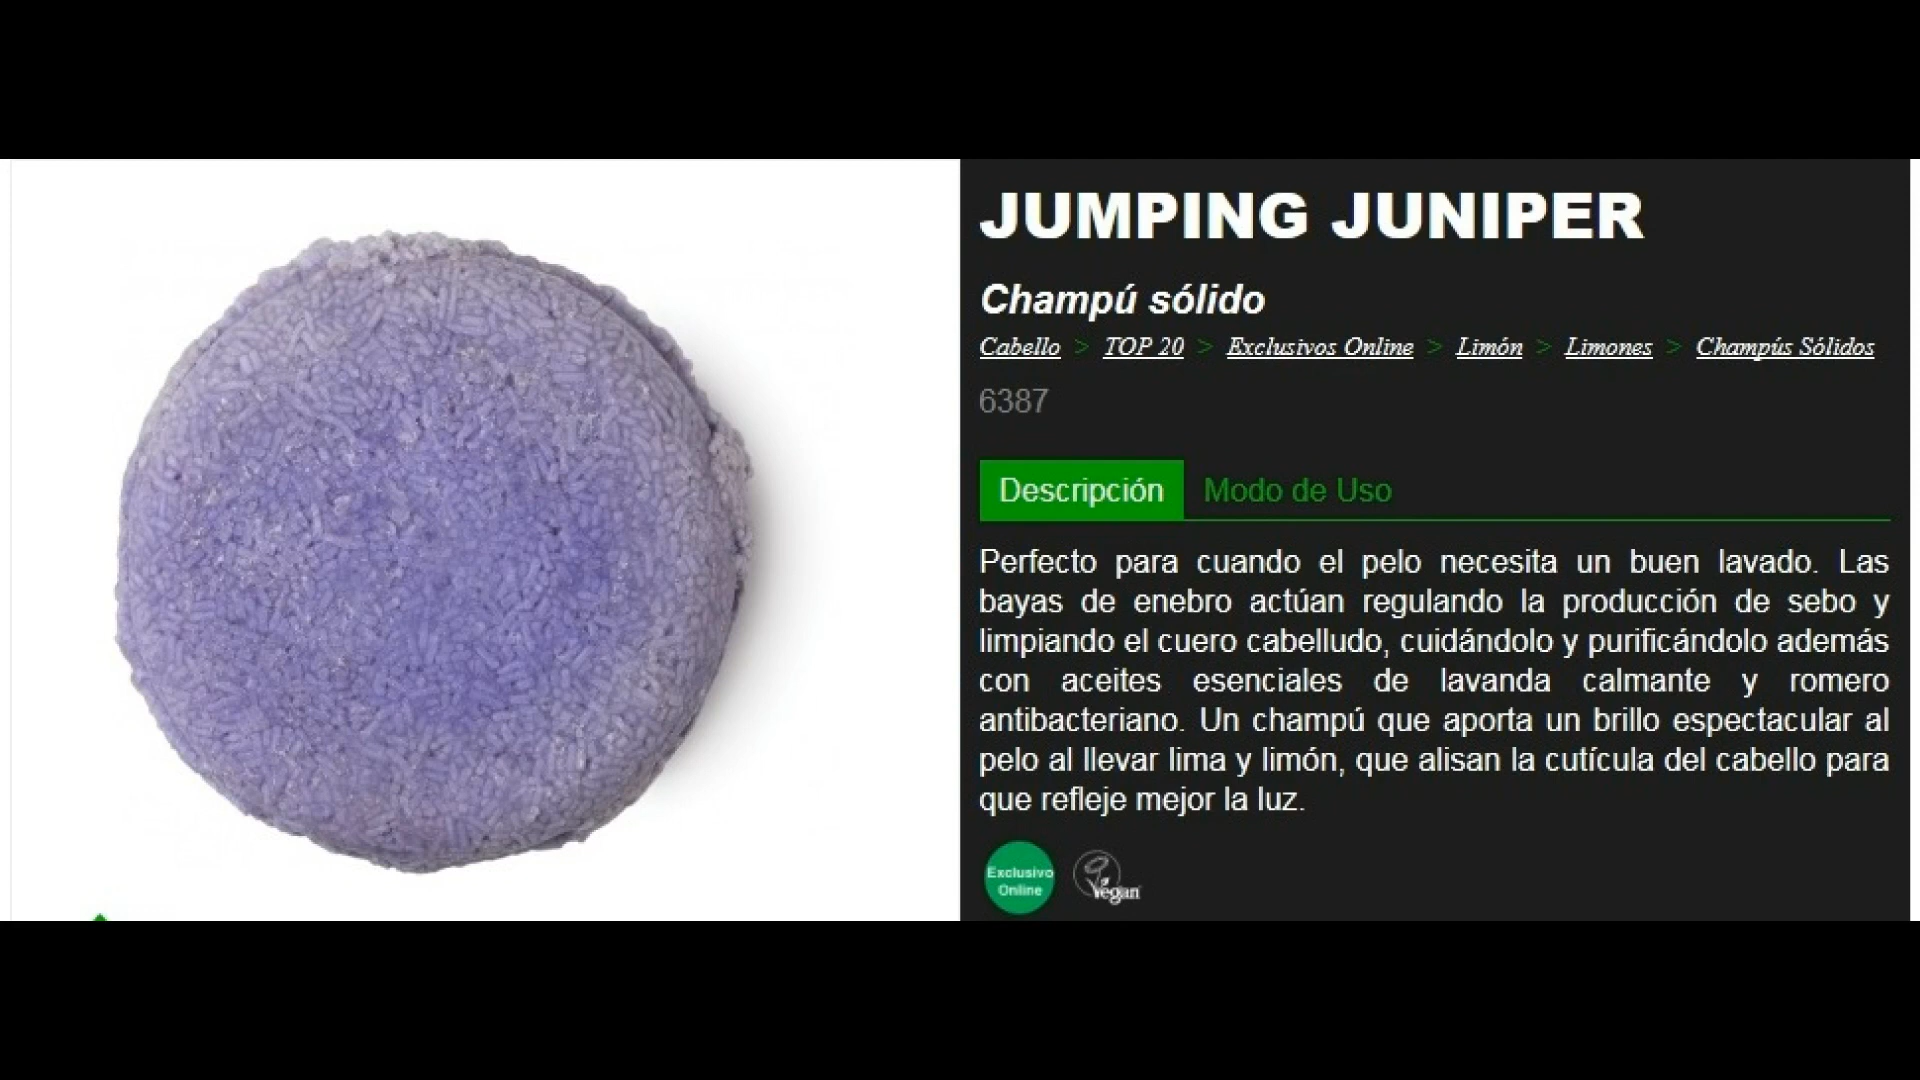 JUMPING JUNIPER
Champú sólido
Cabello > TOP 20 > Exclusivos Online > Limón > Limones > Champús Sólidos
6387
Descripción Modo de Uso
Perfecto para cuando el pelo necesita un buen lavado. Las
bayas de enebro actúan regulando la producción de sebo y
limpiando el cuero cabelludo, cuidándolo y purificándolo además
con aceites esenciales de lavanda calmante y romero
antibacteriano. Un champú que aporta un brillo espectacular al
pelo al llevar lima y limón, que alisan la cutícula del cabello para
que refleje mejor la luz.
Exclusivo
Online
Vegan